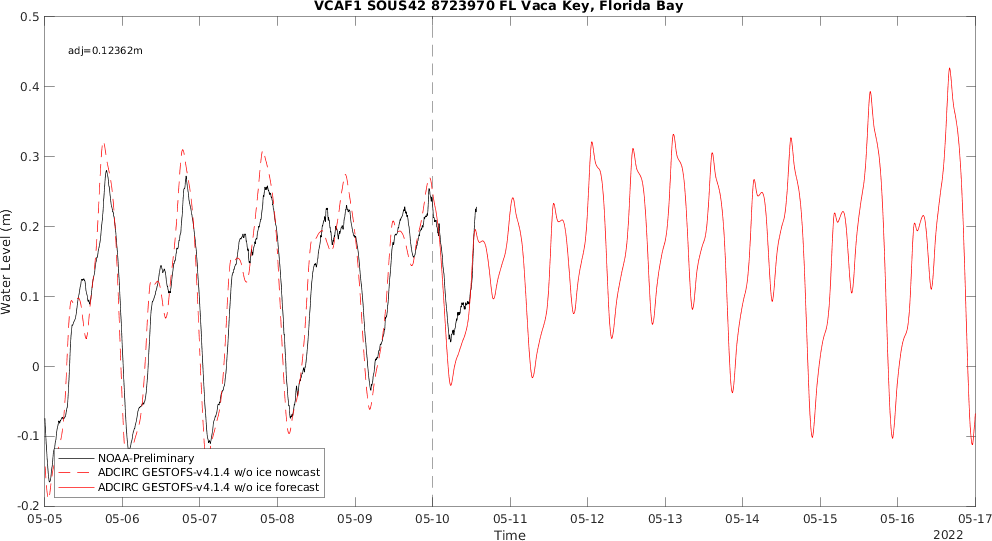 VCAF1 SOUS42 8723970 FL Vaca Key, Florida Bay
adj=0.12362m
Water Level (m)
0.5
0.4
0.3
0.2
0.1
0
-0.1
-0.2
NOAA-Preliminary
ADCIRC GESTOFS-v4.1.4 w/o ice nowcast
ADCIRC GESTOFS-v4.1.4 w/o ice forecast
05-05 05-06 05-07 05-08 05-09 05-10 05-11 05-12 05-13 05-14 05-15 05-16 05-17
Time
2022